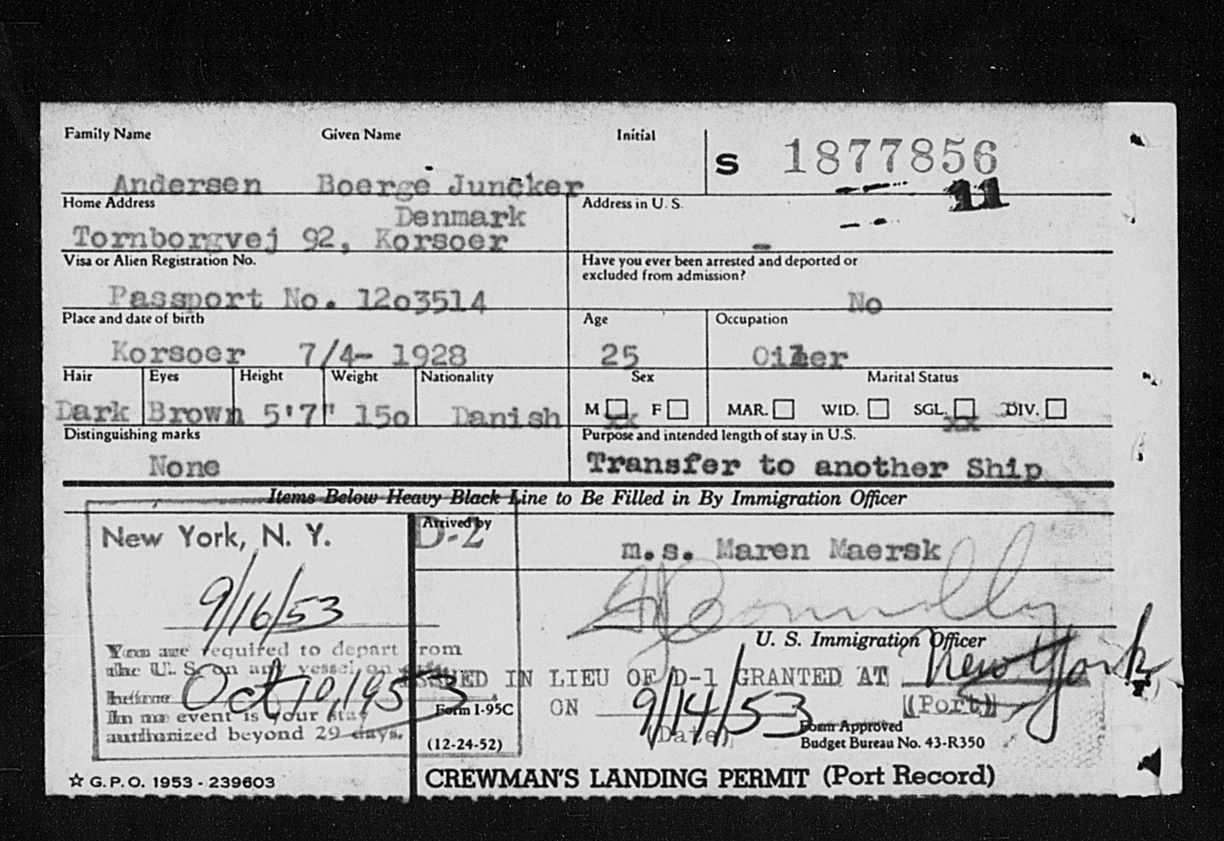 Family Name Given Name Initial
S 1877856
Andersen Boerge Juncker
11
Home Address Address in U. S.
Denmark
Tornborgvej 92, Korsoer -
Visa or Alien Registration No. Have you ever been arrested and deported or
excluded from admission?
Passport No. 12o3514 No
Place and date of birth Age Occupation
Korsoer 7/4- 1928 25 Oiler
Hair Eyes Height Weight Nationality Sex Marital Status
Dark Brown 5'7" 15o Danish M xx F MAR. WID. SGL. xx DIV.
Distinguishing marks Purpose and intended length of stay in U.S.
None Transfer to another Ship
Items Below Heavy Black Line to Be Filled in By Immigration Officer
New York, N. Y. Arrived by
D-2 m.s. Maren Maersk
9/16/53
Connolly
U. S. Immigration Officer
You are required to depart from
the U. S. on any vessel on or
before Oct 10, 1953
In no event is your stay
authorized beyond 29 days.
ISSUED IN LIEU OF D-1 GRANTED AT New York
(Port)
ON 9/14/53
(Date)
Form I-95C
(12-24-52)
Form Approved
Budget Bureau No. 43-R350
☆ G. P. O. 1953 - 239603
CREWMAN'S LANDING PERMIT (Port Record)